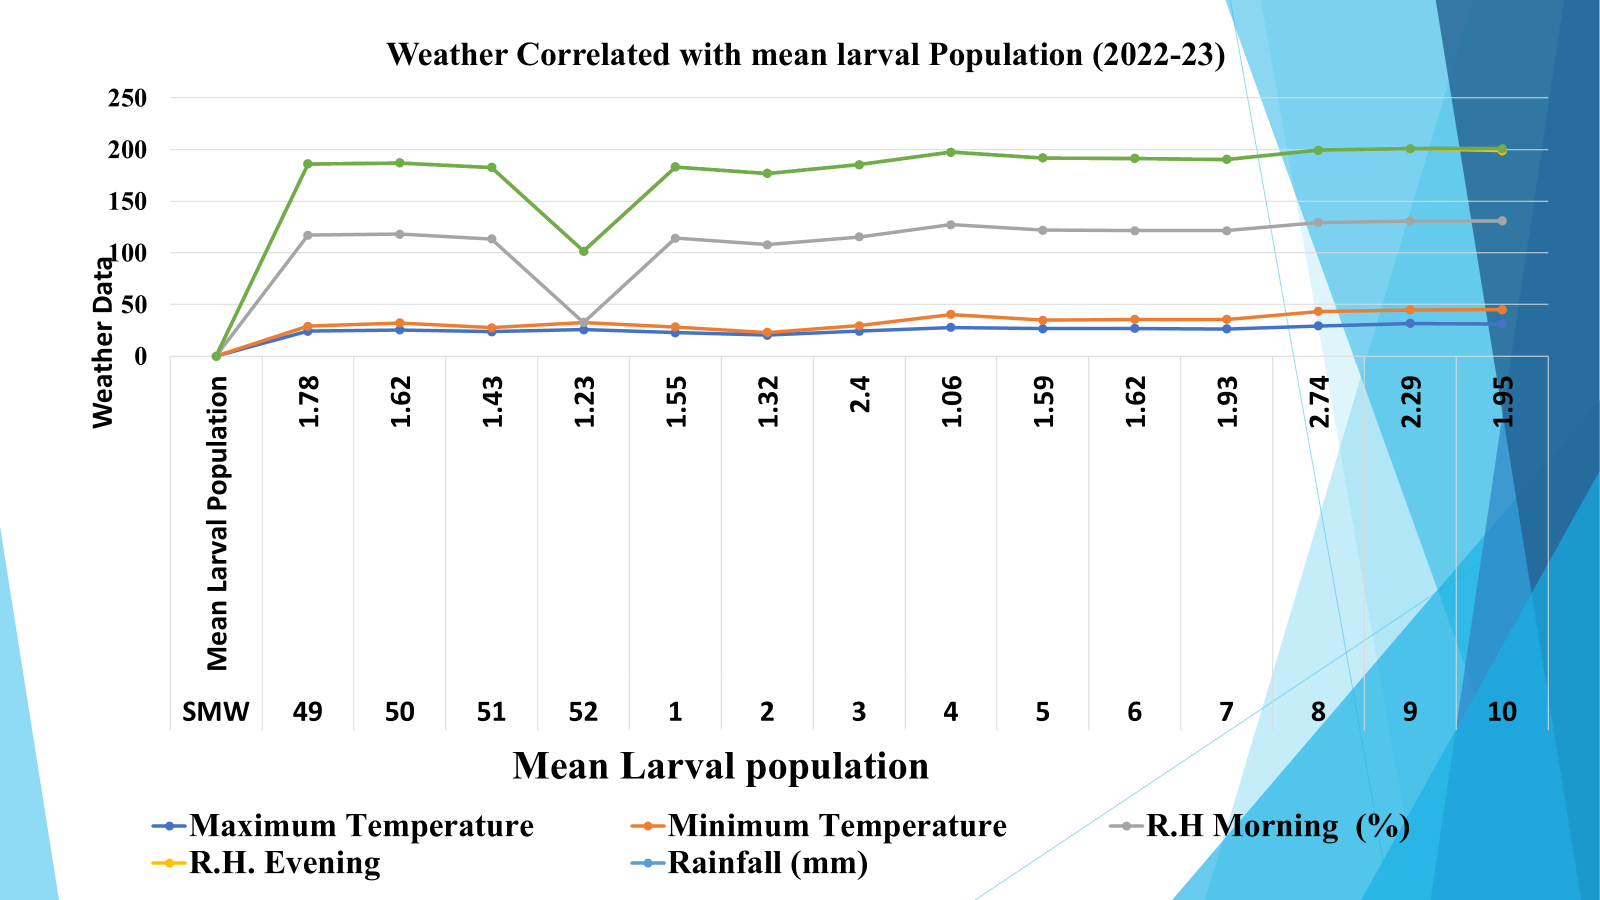 Weather Correlated with mean larval Population (2022-23)
250
200
150
100
50
0
Weather Data
Mean Larval Population 1.78 1.62 1.43 1.23 1.55 1.32 2.4 1.06 1.59 1.62 1.93 2.74 2.29 1.95
SMW 49 50 51 52 1 2 3 4 5 6 7 8 9 10
Mean Larval population
Maximum Temperature Minimum Temperature R.H Morning (%)
R.H. Evening Rainfall (mm)